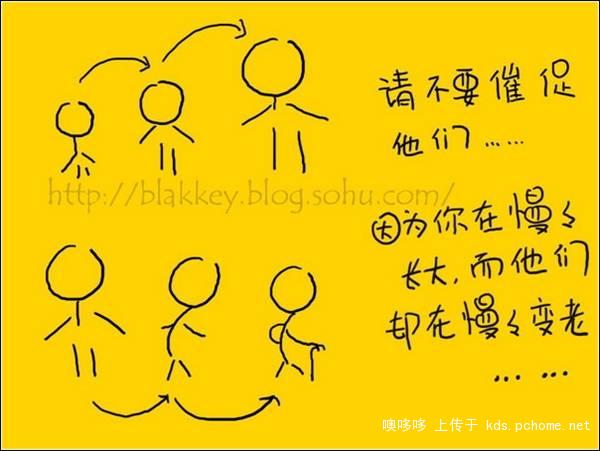 请不要催促
他们……
http://blakkey.blog.sohu.com/
因为你在慢々
长大,而他们
却在慢々变老
……
噢哆哆 上传于 kds.pchome.net